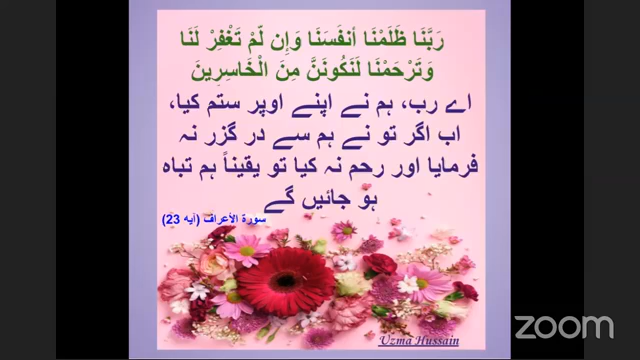 رَبَّنَا ظَلَمْنَا أَنفُسَنَا وَإِن لَّمْ تَغْفِرْ لَنَا
وَتَرْحَمْنَا لَنَكُونَنَّ مِنَ الْخَاسِرِينَ
اے رب، ہم نے اپنے اوپر ستم کیا،
اب اگر تو نے ہم سے در گزر نہ
فرمایا اور رحم نہ کیا تو یقیناً ہم تباہ
ہو جائیں گے
سورة الأعراف (آيه 23)
Uzma Hussain
zoom